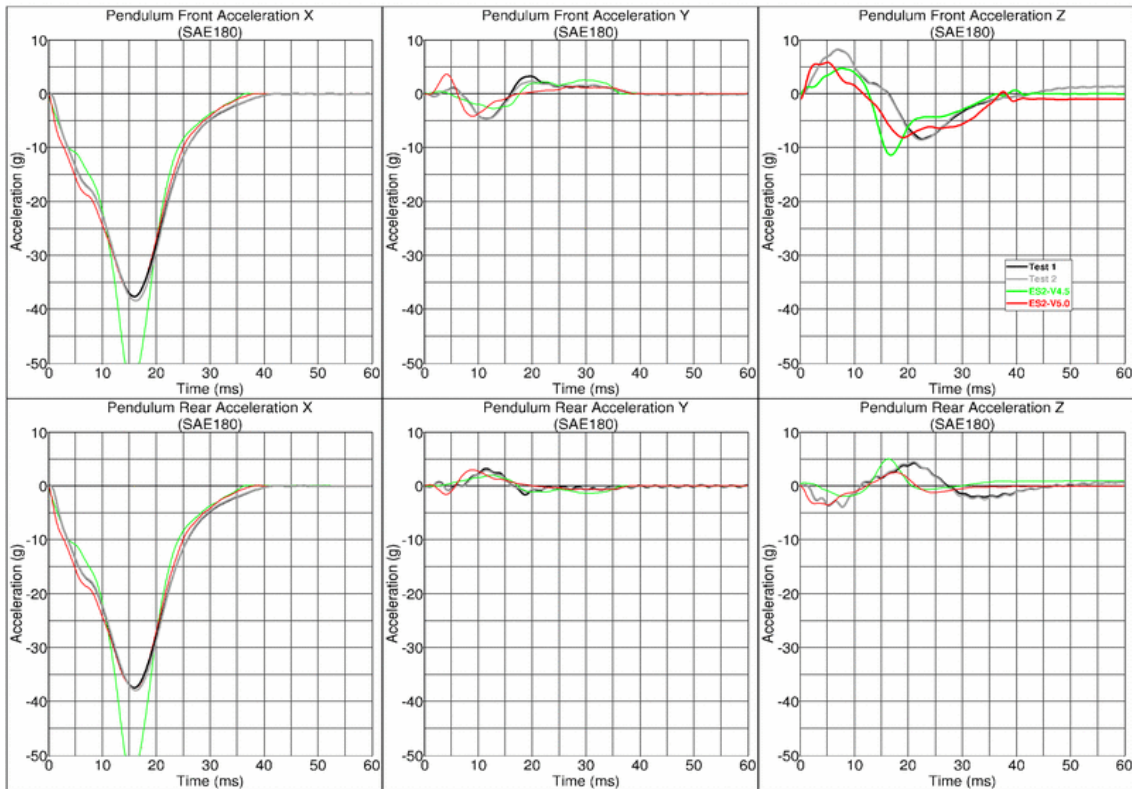 Pendulum Front Acceleration X
(SAE180)
Acceleration (g)
10
0
-10
-20
-30
-40
-50
0 10 20 30 40 50 60
Time (ms)
Pendulum Front Acceleration Y
(SAE180)
Acceleration (g)
10
0
-10
-20
-30
-40
-50
0 10 20 30 40 50 60
Time (ms)
Pendulum Front Acceleration Z
(SAE180)
Acceleration (g)
10
0
-10
-20
-30
-40
-50
0 10 20 30 40 50 60
Time (ms)
Test 1
Test 2
ES2-V4.5
ES2-V5.0
Pendulum Rear Acceleration X
(SAE180)
Acceleration (g)
10
0
-10
-20
-30
-40
-50
0 10 20 30 40 50 60
Time (ms)
Pendulum Rear Acceleration Y
(SAE180)
Acceleration (g)
10
0
-10
-20
-30
-40
-50
0 10 20 30 40 50 60
Time (ms)
Pendulum Rear Acceleration Z
(SAE180)
Acceleration (g)
10
0
-10
-20
-30
-40
-50
0 10 20 30 40 50 60
Time (ms)